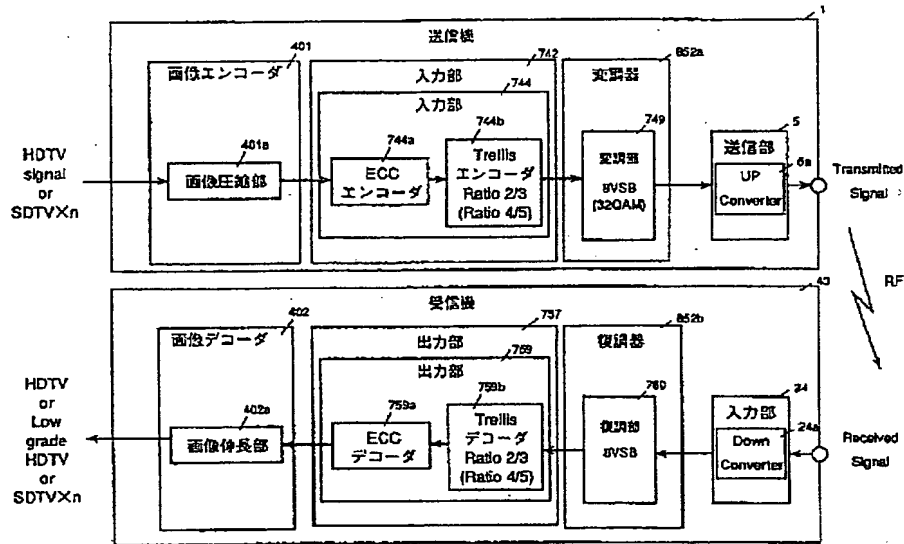 1
送信機
401
画像エンコーダ
401a
画像圧縮部
742
入力部
744
入力部
744a
ECC
エンコーダ
744b
Trellis
エンコーダ
Ratio 2/3
(Ratio 4/5)
852a
変調器
749
変調部
8VSB
(32QAM)
5
送信部
6a
UP
Converter
HDTV
signal
or
SDTV×n
Transmitted
Signal
RF
43
受信機
402
画像デコーダ
402a
画像伸長部
757
出力部
759
出力部
759a
ECC
デコーダ
759b
Trellis
デコーダ
Ratio 2/3
(Ratio 4/5)
852b
復調器
760
復調部
8VSB
24
入力部
24a
Down
Converter
HDTV
or
Low
grade
HDTV
or
SDTV×n
Received
Signal